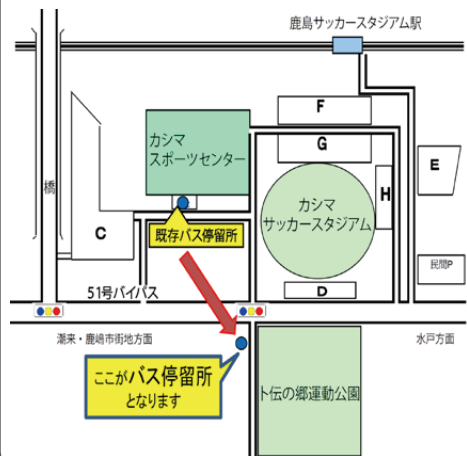 鹿島サッカースタジアム駅
F
カシマ
スポーツセンター
G
E
橋
H
カシマ
サッカースタジアム
C
既存バス停留所
民間P
D
51号バイパス
潮来・鹿嶋市街地方面
水戸方面
ここがバス停留所
となります
卜伝の郷運動公園